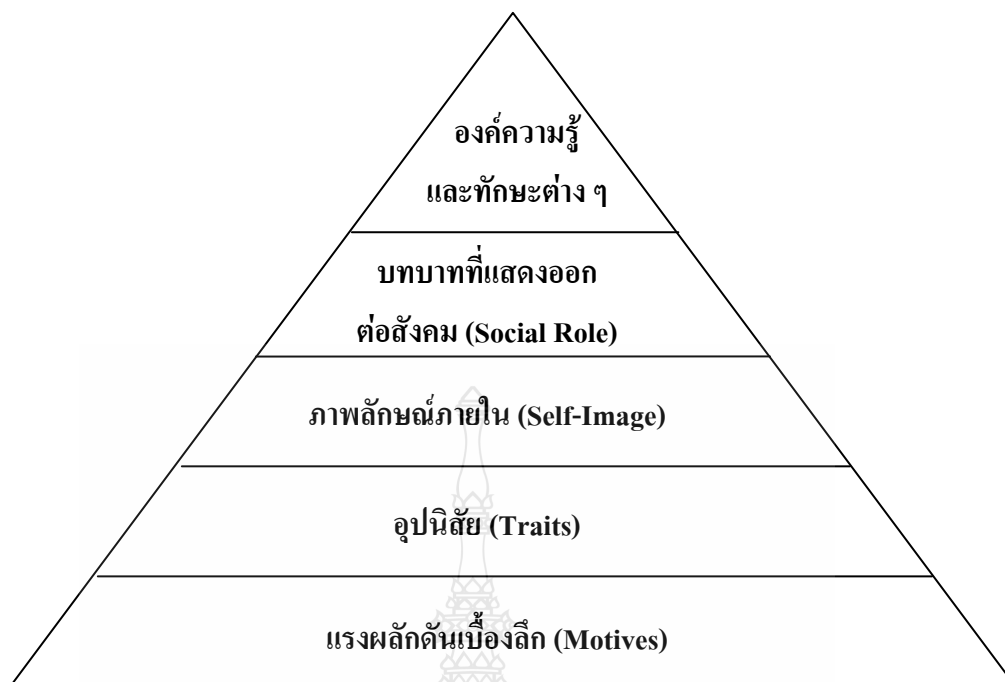 องค์ความรู้
และทักษะต่าง ๆ
บทบาทที่แสดงออก
ต่อสังคม (Social Role)
ภาพลักษณ์ภายใน (Self-Image)
อุปนิสัย (Traits)
แรงผลักดันเบื้องลึก (Motives)